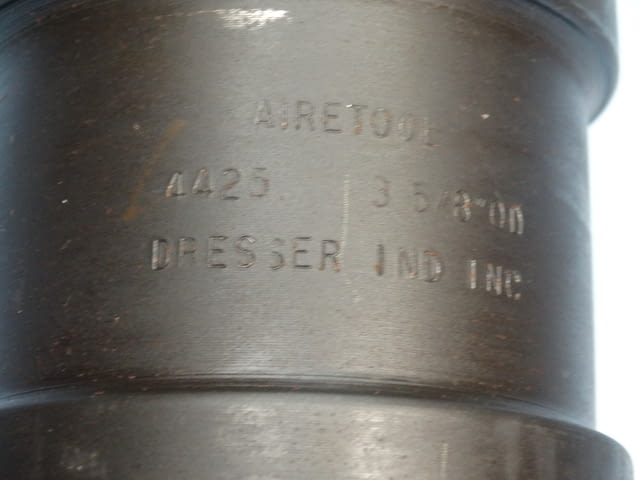 AIRETOOL
4425 3 5/8-OD
DRESSER IND INC